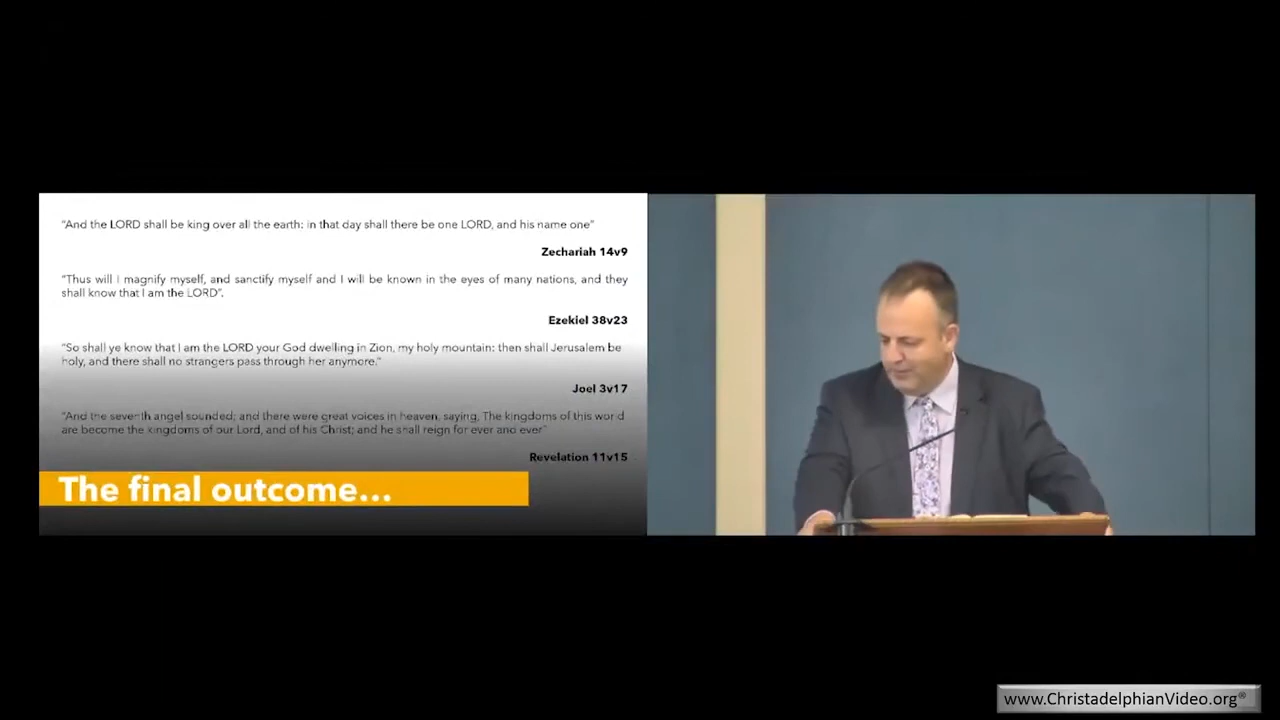 "And the LORD shall be king over all the earth: in that day shall there be one LORD, and his name one"
Zechariah 14v9
"Thus will I magnify myself, and sanctify myself and I will be known in the eyes of many nations, and they
shall know that I am the LORD".
Ezekiel 38v23
"So shall ye know that I am the LORD your God dwelling in Zion, my holy mountain: then shall Jerusalem be
holy, and there shall no strangers pass through her anymore."
Joel 3v17
"And the seventh angel sounded; and there were great voices in heaven, saying, The kingdoms of this world
are become the kingdoms of our Lord, and of his Christ; and he shall reign for ever and ever"
Revelation 11v15
The final outcome...
www.ChristadelphianVideo.org®